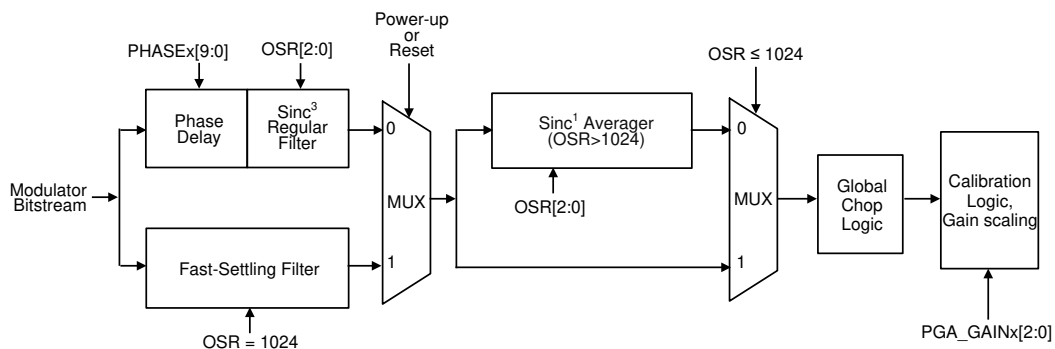 Power-up
or
Reset
PHASEx[9:0]
OSR[2:0]
OSR ≤ 1024
Phase
Delay
Sinc³
Regular
Filter
0
Sinc¹ Averager
(OSR>1024)
0
Modulator
Bitstream
MUX
OSR[2:0]
MUX
Global
Chop
Logic
Calibration
Logic,
Gain scaling
Fast-Settling Filter
1
1
OSR = 1024
PGA_GAINx[2:0]